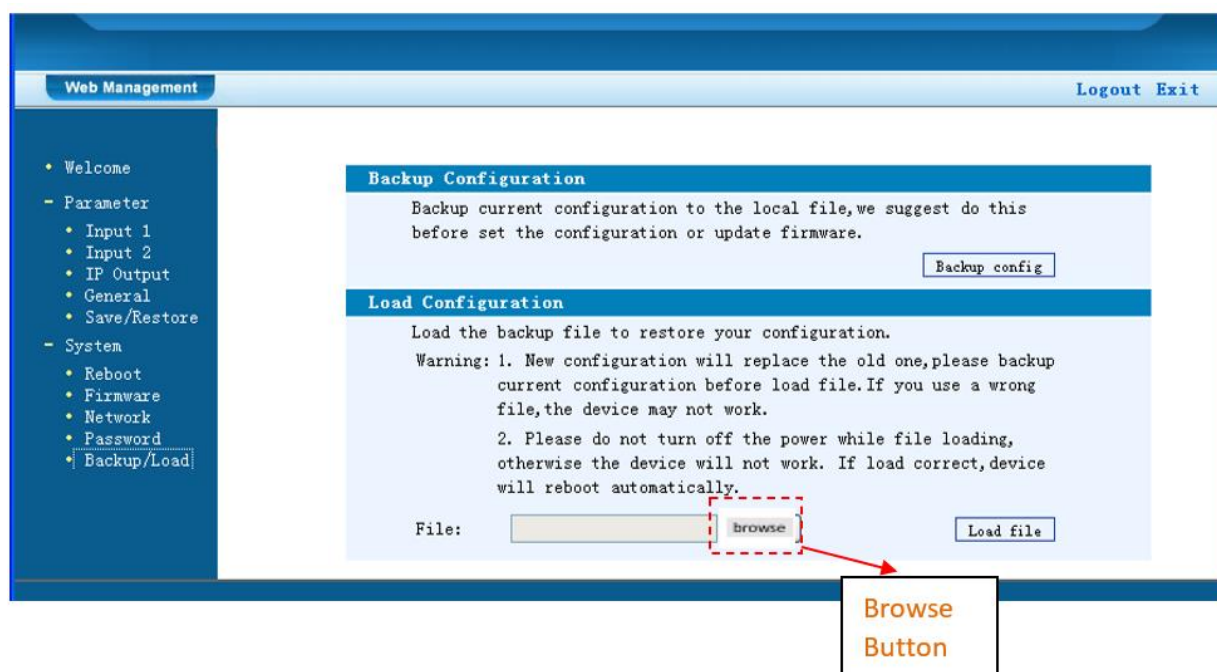 Web Management
Logout Exit
Welcome
Parameter
Input 1
Input 2
IP Output
General
Save/Restore
System
Reboot
Firmware
Network
Password
Backup/Load
Backup Configuration
Backup current configuration to the local file,we suggest do this
before set the configuration or update firmware.
Backup config
Load Configuration
Load the backup file to restore your configuration.
Warning: 1. New configuration will replace the old one,please backup
current configuration before load file.If you use a wrong
file,the device may not work.
2. Please do not turn off the power while file loading,
otherwise the device will not work. If load correct,device
will reboot automatically.
File:
browse
Load file
Browse
Button